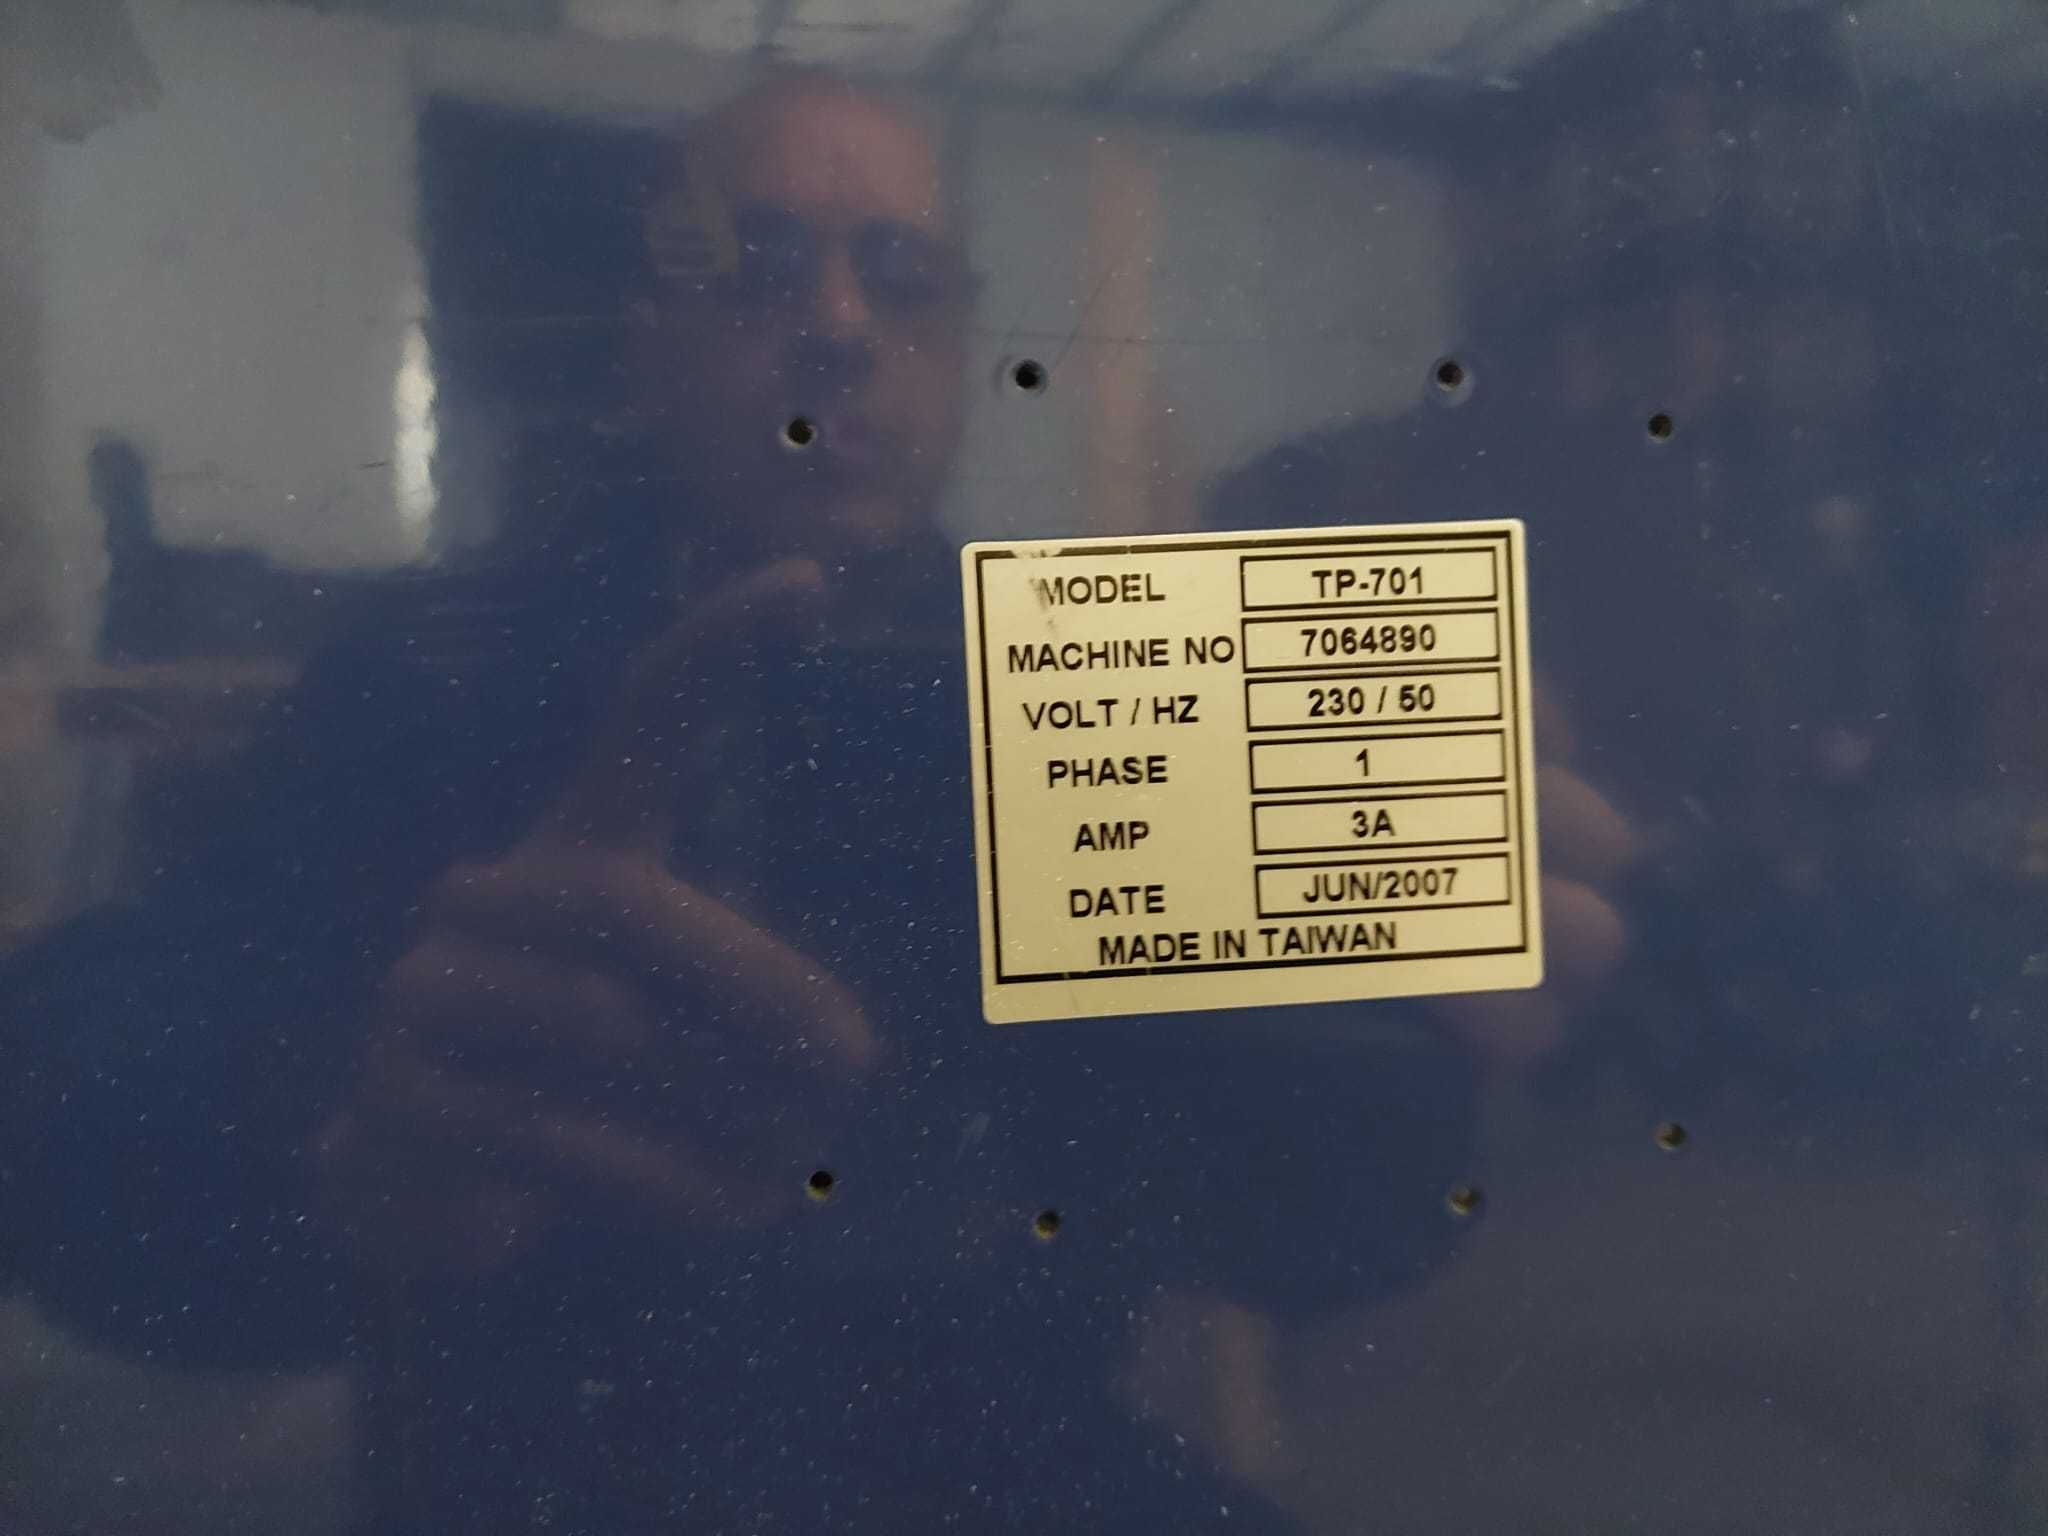 MODEL TP-701
MACHINE NO 7064890
VOLT / HZ 230 / 50
PHASE 1
AMP 3A
DATE JUN/2007
MADE IN TAIWAN